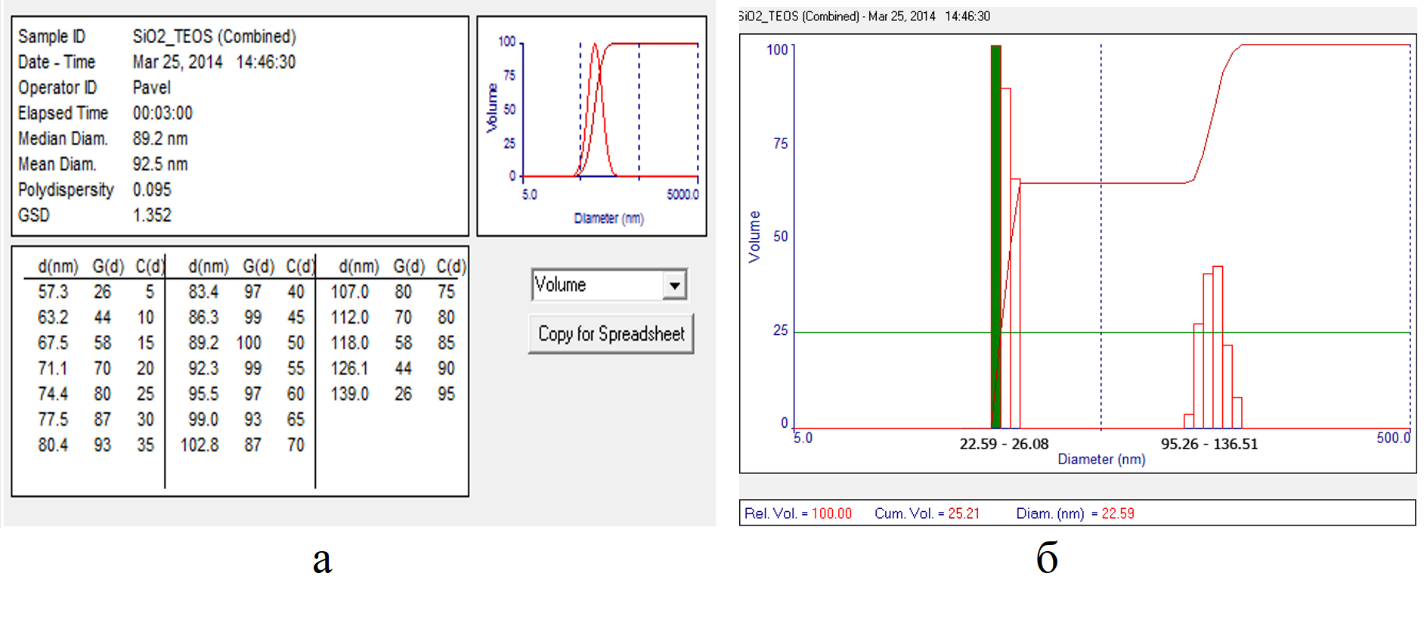 Sample ID SiO2_TEOS (Combined)
Date - Time Mar 25, 2014 14:46:30
Operator ID Pavel
Elapsed Time 00:03:00
Median Diam. 89.2 nm
Mean Diam. 92.5 nm
Polydispersity 0.095
GSD 1.352
100
75
50
25
0
Volume
5.0 5000.0
Diameter (nm)
d(nm) G(d) C(d) d(nm) G(d) C(d) d(nm) G(d) C(d)
57.3 26 5 83.4 97 40 107.0 80 75
63.2 44 10 86.3 99 45 112.0 70 80
67.5 58 15 89.2 100 50 118.0 58 85
71.1 70 20 92.3 99 55 126.1 44 90
74.4 80 25 95.5 97 60 139.0 26 95
77.5 87 30 99.0 93 65
80.4 93 35 102.8 87 70
Volume
Copy for Spreadsheet
а
SiO2_TEOS (Combined) - Mar 25, 2014 14:46:30
100
75
50
25
0
Volume
5.0 22.59 - 26.08 95.26 - 136.51 500.0
Diameter (nm)
Rel. Vol. = 100.00 Cum. Vol. = 25.21 Diam. (nm) = 22.59
б